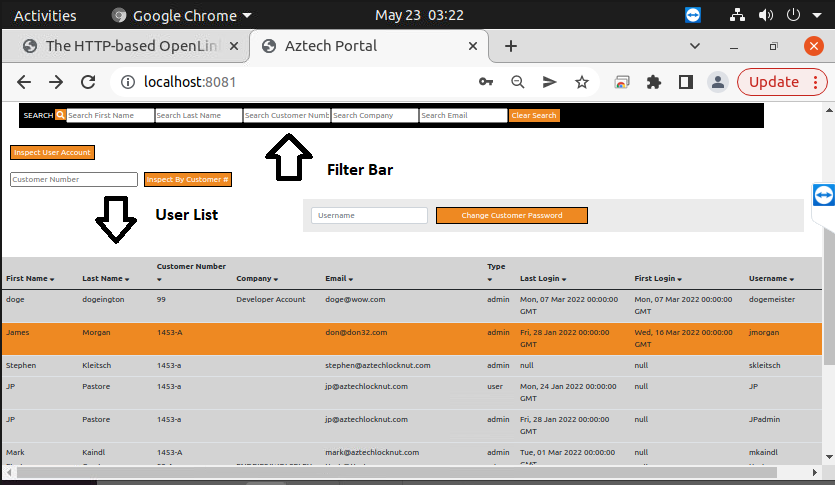 Activities Google Chrome May 23 03:22
The HTTP-based OpenLin Aztech Portal
localhost:8081 Update
SEARCH Search First Name Search Last Name Search Customer Numb Search Company Search Email Clear Search
Inspect User Account
Filter Bar
Customer Number Inspect By Customer #
User List
Username Change Customer Password
First Name Last Name Customer Number Company Email Type Last Login First Login Username
doge dogeington 99 Developer Account doge@wow.com admin Mon, 07 Mar 2022 00:00:00 GMT Mon, 07 Mar 2022 00:00:00 GMT dogemeister
James Morgan 1453-A don@don32.com admin Fri, 28 Jan 2022 00:00:00 GMT Wed, 16 Mar 2022 00:00:00 GMT jmorgan
Stephen Kleitsch 1453-a stephen@aztechlocknut.com admin null null skleitsch
JP Pastore 1453-a jp@aztechlocknut.com user Mon, 24 Jan 2022 00:00:00 GMT null JP
JP Pastore 1453-a jp@aztechlocknut.com admin Fri, 28 Jan 2022 00:00:00 GMT null JPadmin
Mark Kaindl 1453-A mark@aztechlocknut.com admin Tue, 01 Mar 2022 00:00:00 GMT null mkaindl